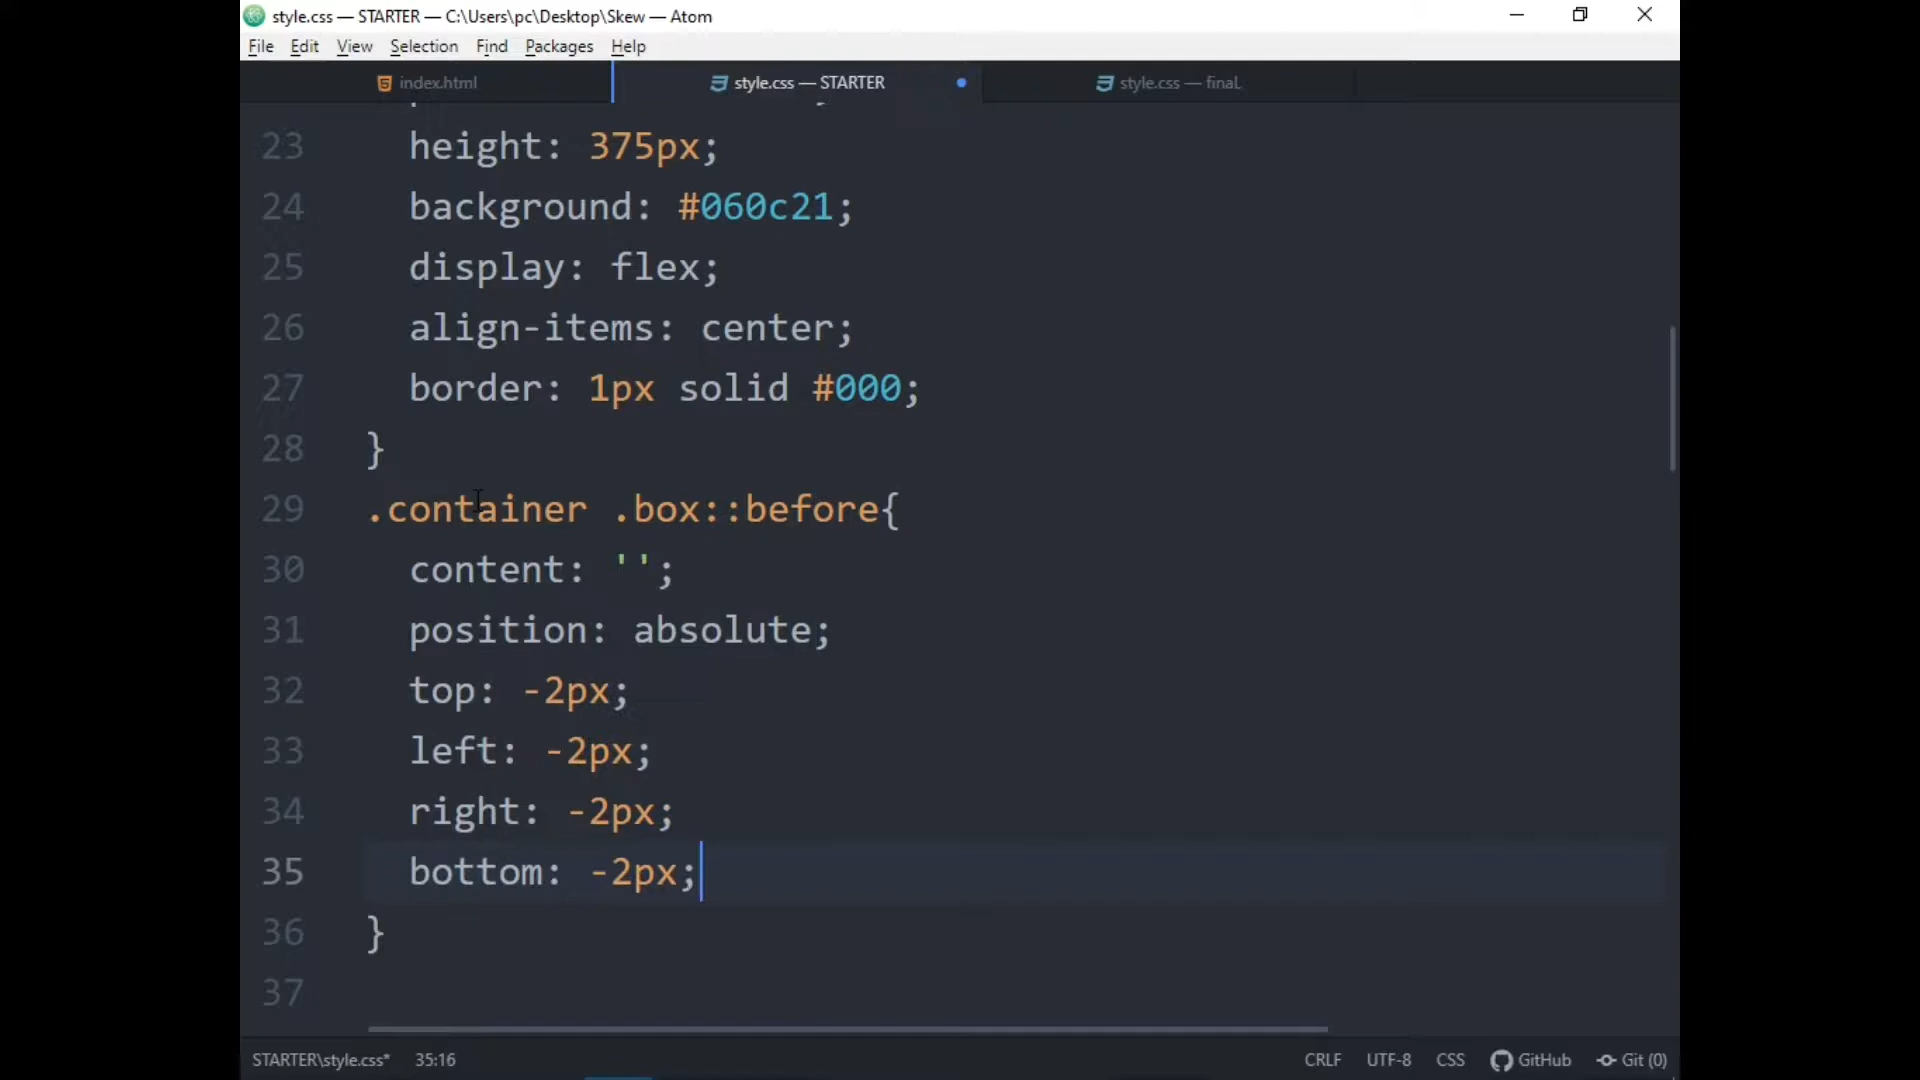 style.css — STARTER — C:\Users\pc\Desktop\Skew — Atom
File Edit View Selection Find Packages Help
index.html style.css — STARTER style.css — finaL
23 height: 375px;
24 background: #060c21;
25 display: flex;
26 align-items: center;
27 border: 1px solid #000;
28 }
29 .container .box::before{
30 content: '';
31 position: absolute;
32 top: -2px;
33 left: -2px;
34 right: -2px;
35 bottom: -2px;
36 }
37
STARTER\style.css* 35:16 CRLF UTF-8 CSS GitHub Git (0)